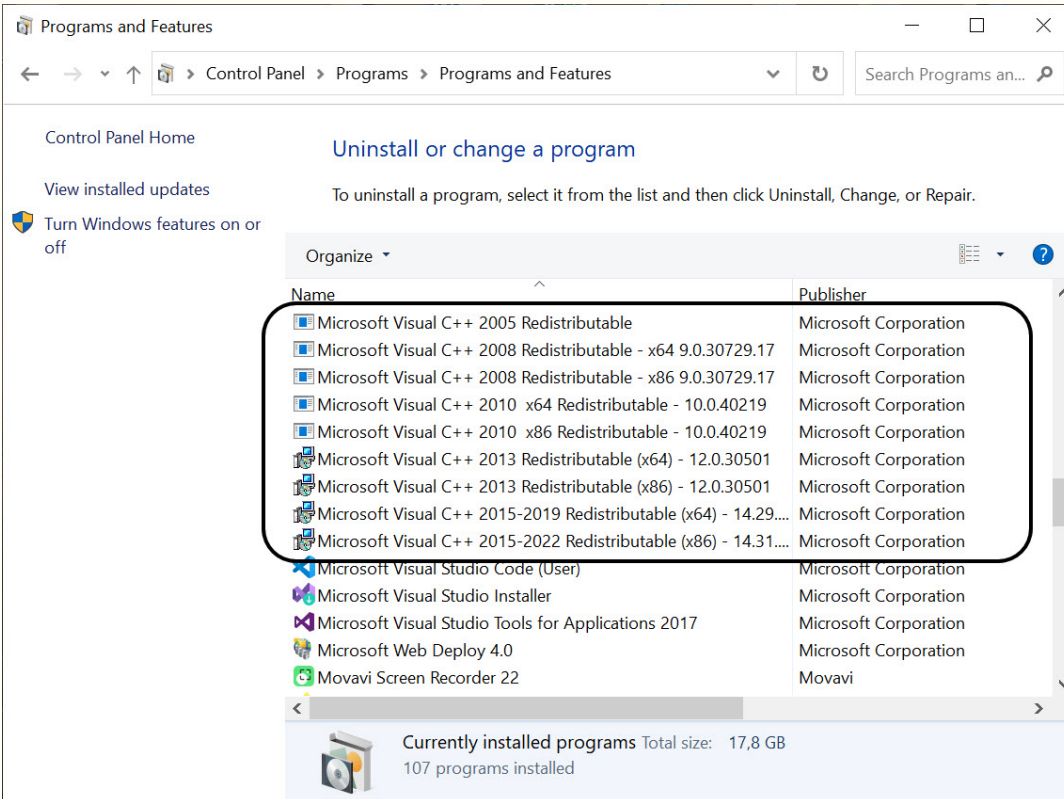 Programs and Features
Control Panel > Programs > Programs and Features
Search Programs an...
Control Panel Home
View installed updates
Turn Windows features on or
off
Uninstall or change a program
To uninstall a program, select it from the list and then click Uninstall, Change, or Repair.
Organize
Name Publisher
Microsoft Visual C++ 2005 Redistributable Microsoft Corporation
Microsoft Visual C++ 2008 Redistributable - x64 9.0.30729.17 Microsoft Corporation
Microsoft Visual C++ 2008 Redistributable - x86 9.0.30729.17 Microsoft Corporation
Microsoft Visual C++ 2010  x64 Redistributable - 10.0.40219 Microsoft Corporation
Microsoft Visual C++ 2010  x86 Redistributable - 10.0.40219 Microsoft Corporation
Microsoft Visual C++ 2013 Redistributable (x64) - 12.0.30501 Microsoft Corporation
Microsoft Visual C++ 2013 Redistributable (x86) - 12.0.30501 Microsoft Corporation
Microsoft Visual C++ 2015-2019 Redistributable (x64) - 14.29.... Microsoft Corporation
Microsoft Visual C++ 2015-2022 Redistributable (x86) - 14.31.... Microsoft Corporation
Microsoft Visual Studio Code (User) Microsoft Corporation
Microsoft Visual Studio Installer Microsoft Corporation
Microsoft Visual Studio Tools for Applications 2017 Microsoft Corporation
Microsoft Web Deploy 4.0 Microsoft Corporation
Movavi Screen Recorder 22 Movavi
Currently installed programs Total size: 17,8 GB
107 programs installed